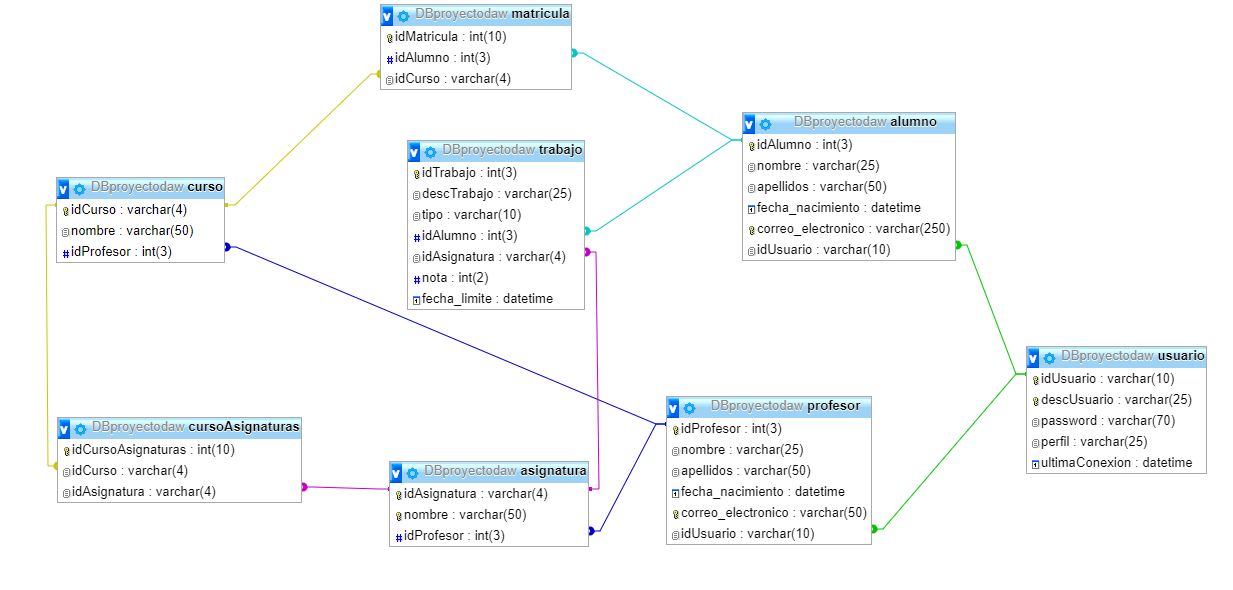 DBproyectodaw matricula
idMatricula : int(10)
idAlumno : int(3)
idCurso : varchar(4)
DBproyectodaw alumno
idAlumno : int(3)
nombre : varchar(25)
apellidos : varchar(50)
fecha_nacimiento : datetime
correo_electronico : varchar(250)
idUsuario : varchar(10)
DBproyectodaw trabajo
idTrabajo : int(3)
descTrabajo : varchar(25)
tipo : varchar(10)
idAlumno : int(3)
idAsignatura : varchar(4)
nota : int(2)
fecha_limite : datetime
DBproyectodaw curso
idCurso : varchar(4)
nombre : varchar(50)
idProfesor : int(3)
DBproyectodaw usuario
idUsuario : varchar(10)
descUsuario : varchar(25)
password : varchar(70)
perfil : varchar(25)
ultimaConexion : datetime
DBproyectodaw profesor
idProfesor : int(3)
nombre : varchar(25)
apellidos : varchar(50)
fecha_nacimiento : datetime
correo_electronico : varchar(50)
idUsuario : varchar(10)
DBproyectodaw cursoAsignaturas
idCursoAsignaturas : int(10)
idCurso : varchar(4)
idAsignatura : varchar(4)
DBproyectodaw asignatura
idAsignatura : varchar(4)
nombre : varchar(50)
idProfesor : int(3)